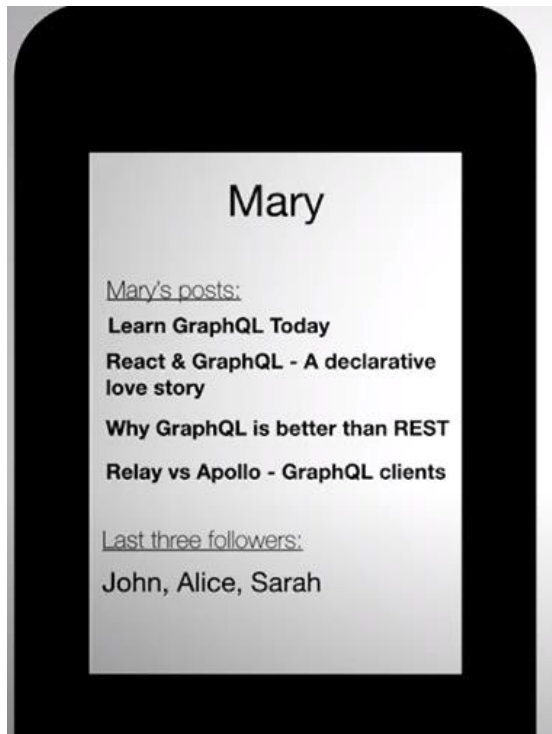 Mary
Mary's posts:
Learn GraphQL Today
React & GraphQL - A declarative
love story
Why GraphQL is better than REST
Relay vs Apollo - GraphQL clients
Last three followers:
John, Alice, Sarah